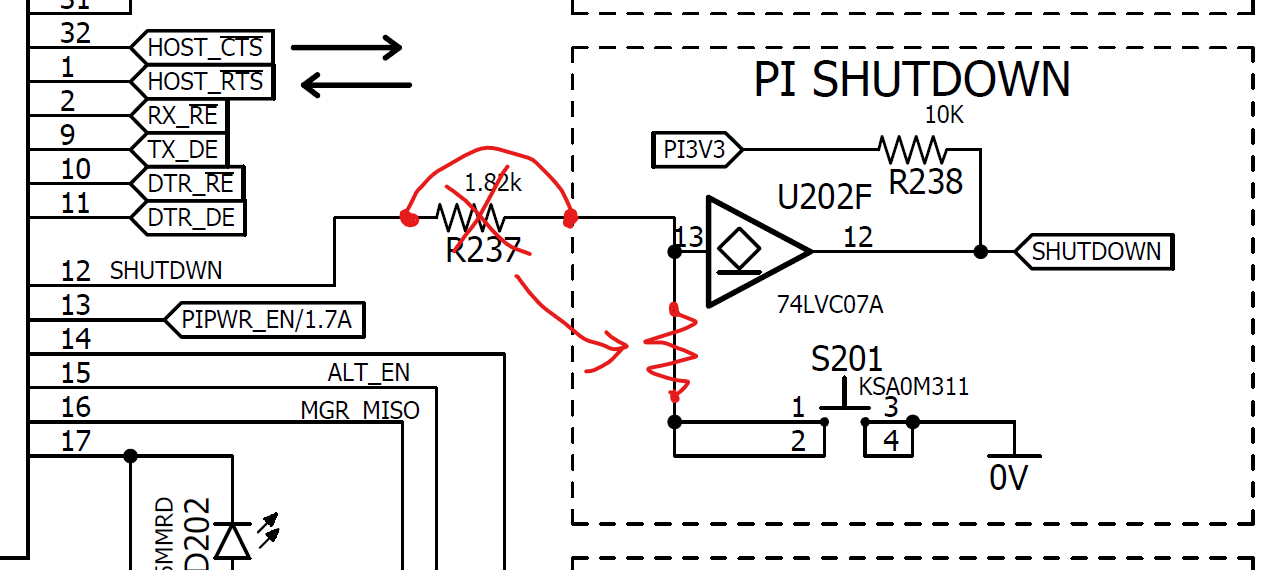 31
32
HOST_CTS
1
HOST_RTS
2
RX_RE
9
TX_DE
10
DTR_RE
11
DTR_DE
12 SHUTDWN
13
PIPWR_EN/1.7A
14
15
ALT_EN
16
MGR_MISO
17
SMMRD
D202
1.82k
R237
PI SHUTDOWN
10K
PI3V3
R238
U202F
13
12
SHUTDOWN
74LVC07A
S201
KSA0M311
1
3
2
4
0V